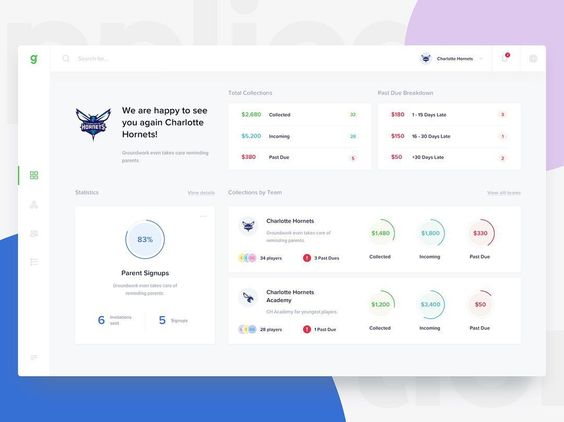 g
Search for...
Charlotte Hornets
We are happy to see
you again Charlotte
Hornets!
Groundwork even takes care reminding
parents
HORNETS
Total Collections
$2,680 Collected 32
$5,200 Incoming 28
$380 Past Due 5
Past Due Breakdown
$180 1 - 15 Days Late 3
$150 16 - 30 Days Late 1
$50 +30 Days Late 2
Statistics
View details
83%
Parent Signups
Groundwork even takes care of
reminding parents
6 Invitations
sent
5 Signups
Collections by Team
View all teams
Charlotte Hornets
Groundwork even takes care of
reminding parents
34 players
3 Past Dues
$1,480
Collected
$1,800
Incoming
$330
Past Due
Charlotte Hornets
Academy
CH Academy for youngest players
28 players
1 Past Due
$1,200
Collected
$3,400
Incoming
$50
Past Due